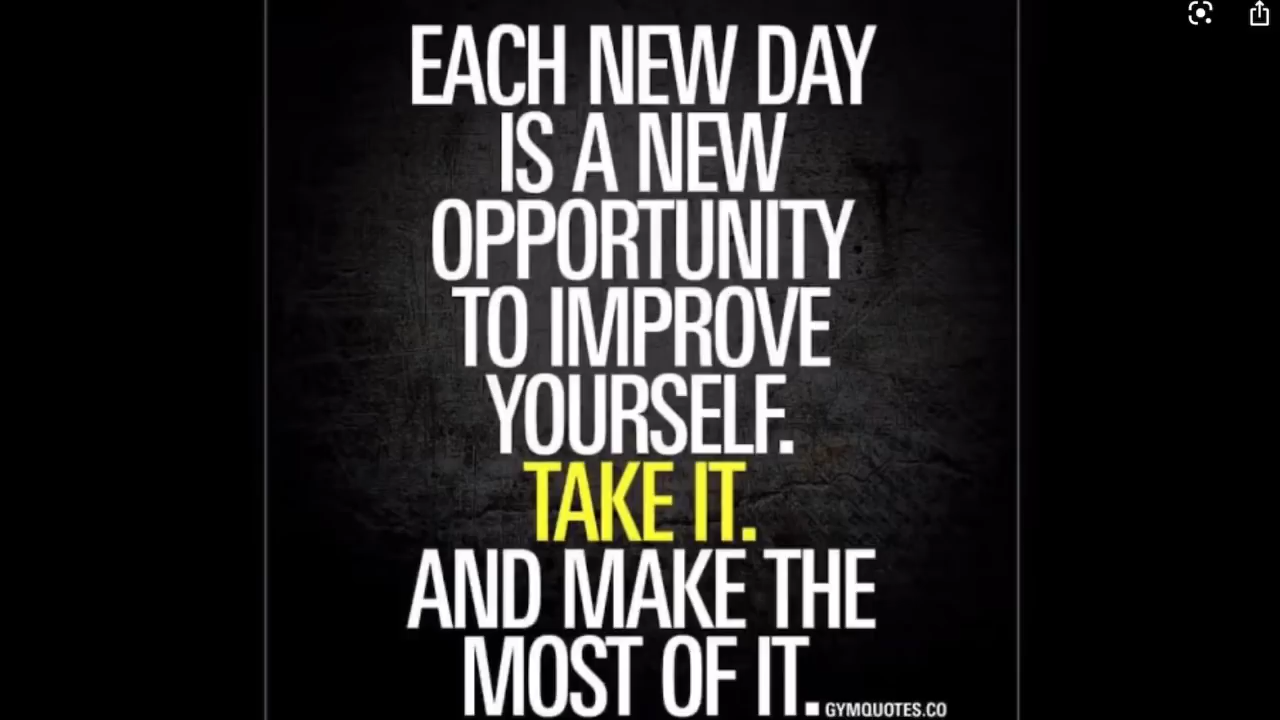 EACH NEW DAY
IS A NEW
OPPORTUNITY
TO IMPROVE
YOURSELF.
TAKE IT.
AND MAKE THE
MOST OF IT.
GYMQUOTES.CO